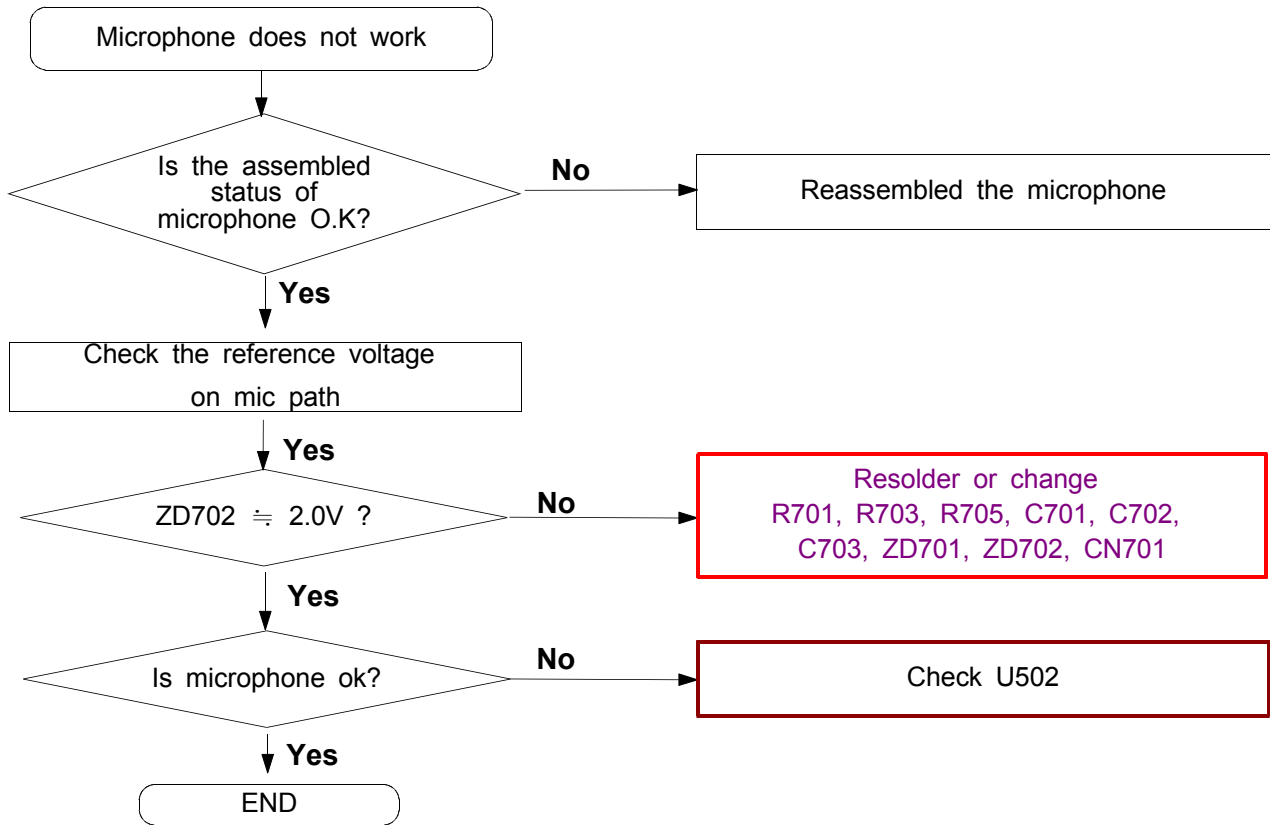 Microphone does not work
Is the assembled
status of
microphone O.K?
No
Reassembled the microphone
Yes
Check the reference voltage
on mic path
Yes
ZD702 ≒ 2.0V ?
No
Resolder or change
R701, R703, R705, C701, C702,
C703, ZD701, ZD702, CN701
Yes
Is microphone ok?
No
Check U502
Yes
END